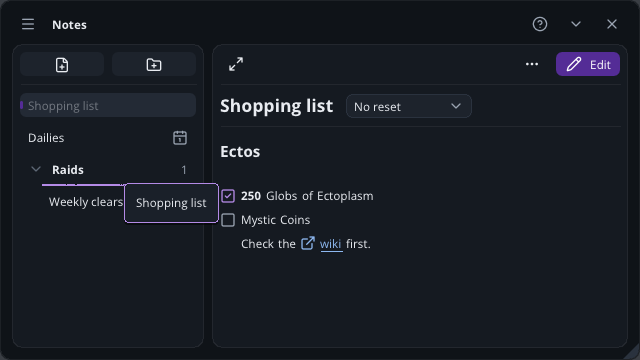 Notes
Edit
Shopping list
Shopping list
No reset
Dailies
Ectos
Raids
1
Weekly clears
Shopping list
250 Globs of Ectoplasm
Mystic Coins
Check the wiki first.